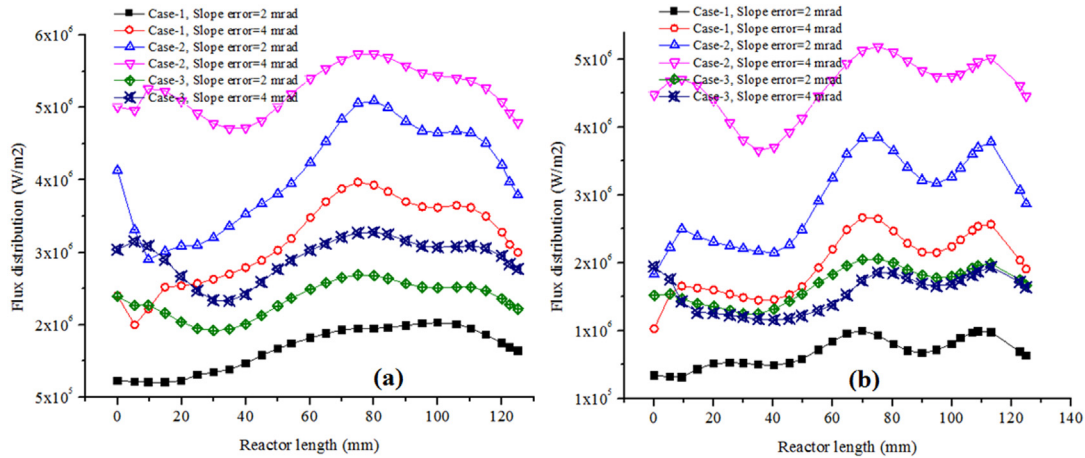 Case-1, Slope error=2 mrad
Case-1, Slope error=4 mrad
Case-2, Slope error=2 mrad
Case-2, Slope error=4 mrad
Case-3, Slope error=2 mrad
Case-3, Slope error=4 mrad
Flux distribution (W/m2)
6x10⁶
5x10⁶
4x10⁶
3x10⁶
2x10⁶
5x10⁵
0 20 40 60 80 100 120
Reactor length (mm)
(a)
Case-1, Slope error=2 mrad
Case-1, Slope error=4 mrad
Case-2, Slope error=2 mrad
Case-2, Slope error=4 mrad
Case-3, Slope error=2 mrad
Case-3, Slope error=4 mrad
Flux distribution (W/m2)
5x10⁶
4x10⁶
3x10⁶
2x10⁶
1x10⁶
1x10⁵
0 20 40 60 80 100 120 140
Reactor length (mm)
(b)